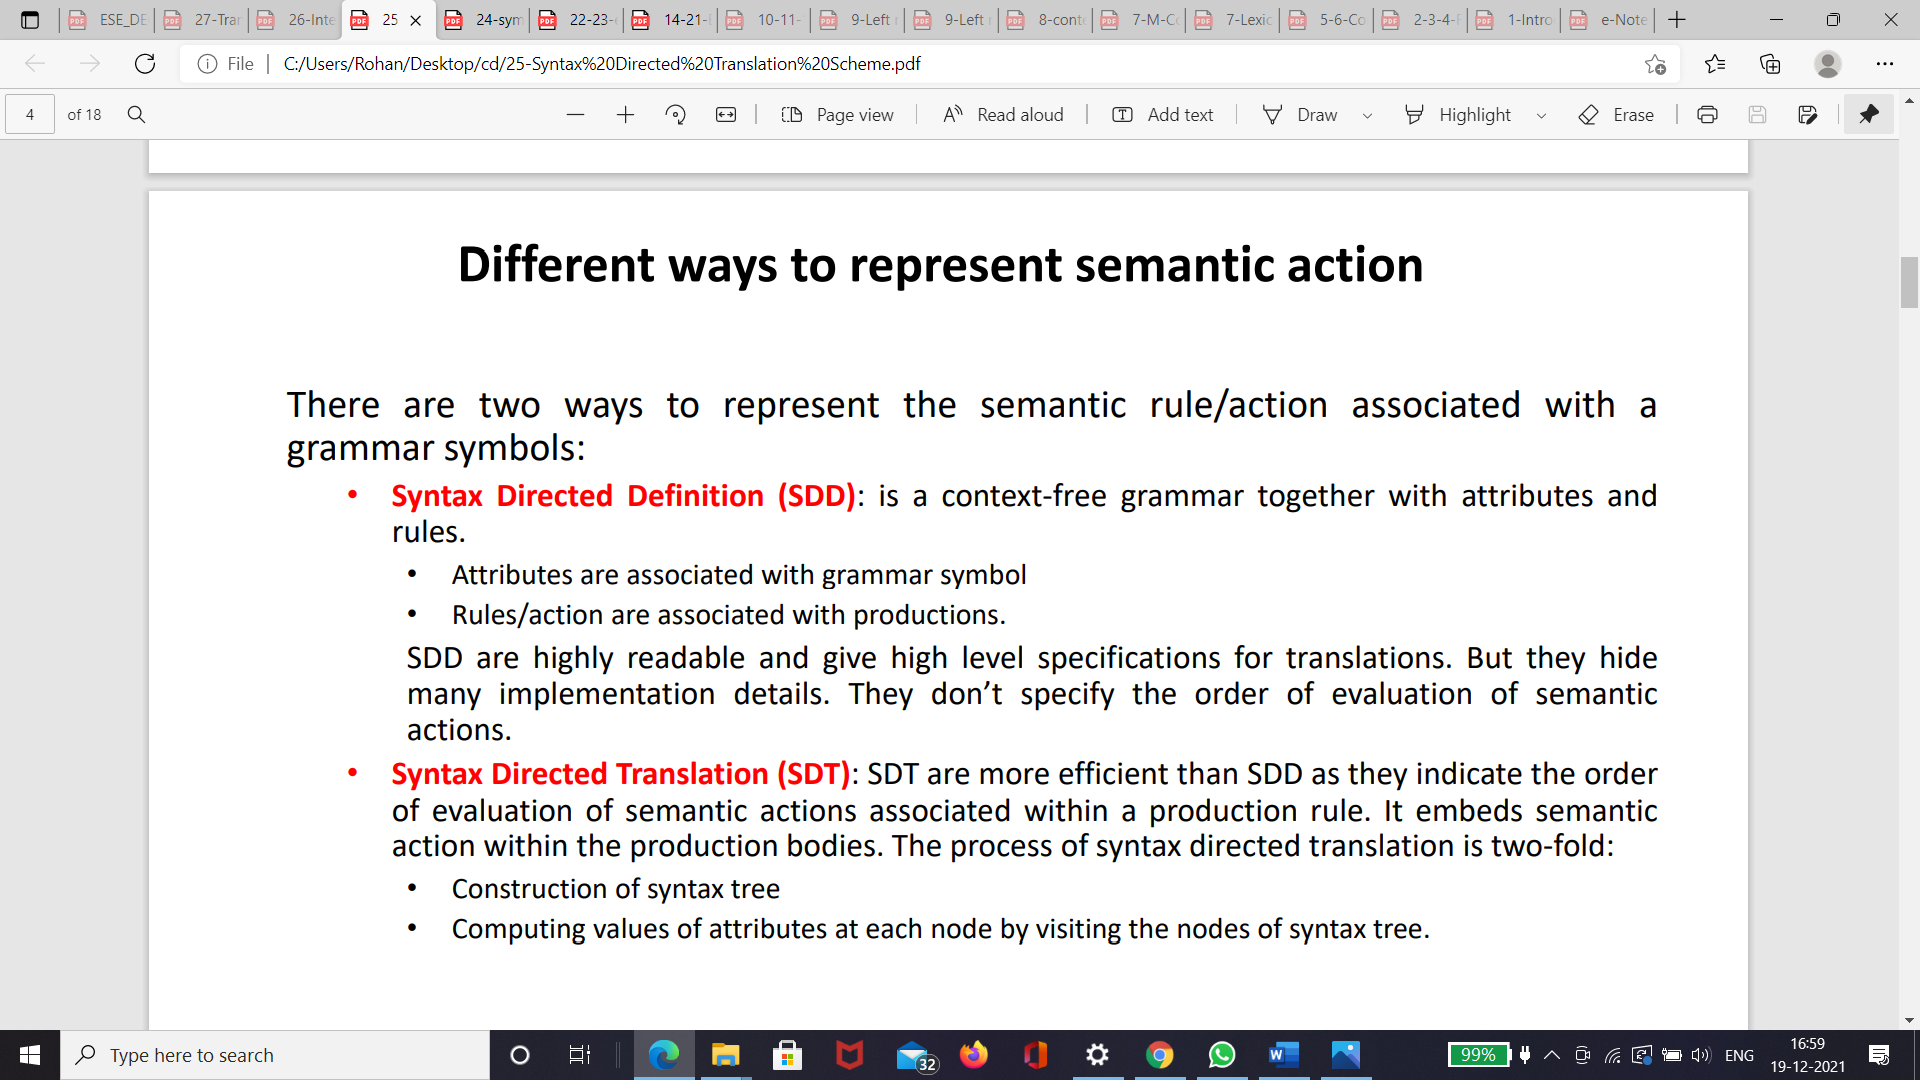 ESE_DE
27-Tran
26-Inte
25
24-sym
22-23-
14-21-
10-11-
9-Left
9-Left
8-cont
7-M-Co
7-Lexic
5-6-Co
2-3-4-
1-Intro
e-Note
File
C:/Users/Rohan/Desktop/cd/25-Syntax%20Directed%20Translation%20Scheme.pdf
4 of 18
Page view
Read aloud
Add text
Draw
Highlight
Erase
Different ways to represent semantic action
There are two ways to represent the semantic rule/action associated with a
grammar symbols:
• Syntax Directed Definition (SDD): is a context-free grammar together with attributes and
rules.
• Attributes are associated with grammar symbol
• Rules/action are associated with productions.
SDD are highly readable and give high level specifications for translations. But they hide
many implementation details. They don’t specify the order of evaluation of semantic
actions.
• Syntax Directed Translation (SDT): SDT are more efficient than SDD as they indicate the order
of evaluation of semantic actions associated within a production rule. It embeds semantic
action within the production bodies. The process of syntax directed translation is two-fold:
• Construction of syntax tree
• Computing values of attributes at each node by visiting the nodes of syntax tree.
Type here to search
32
99%
ENG
16:59
19-12-2021